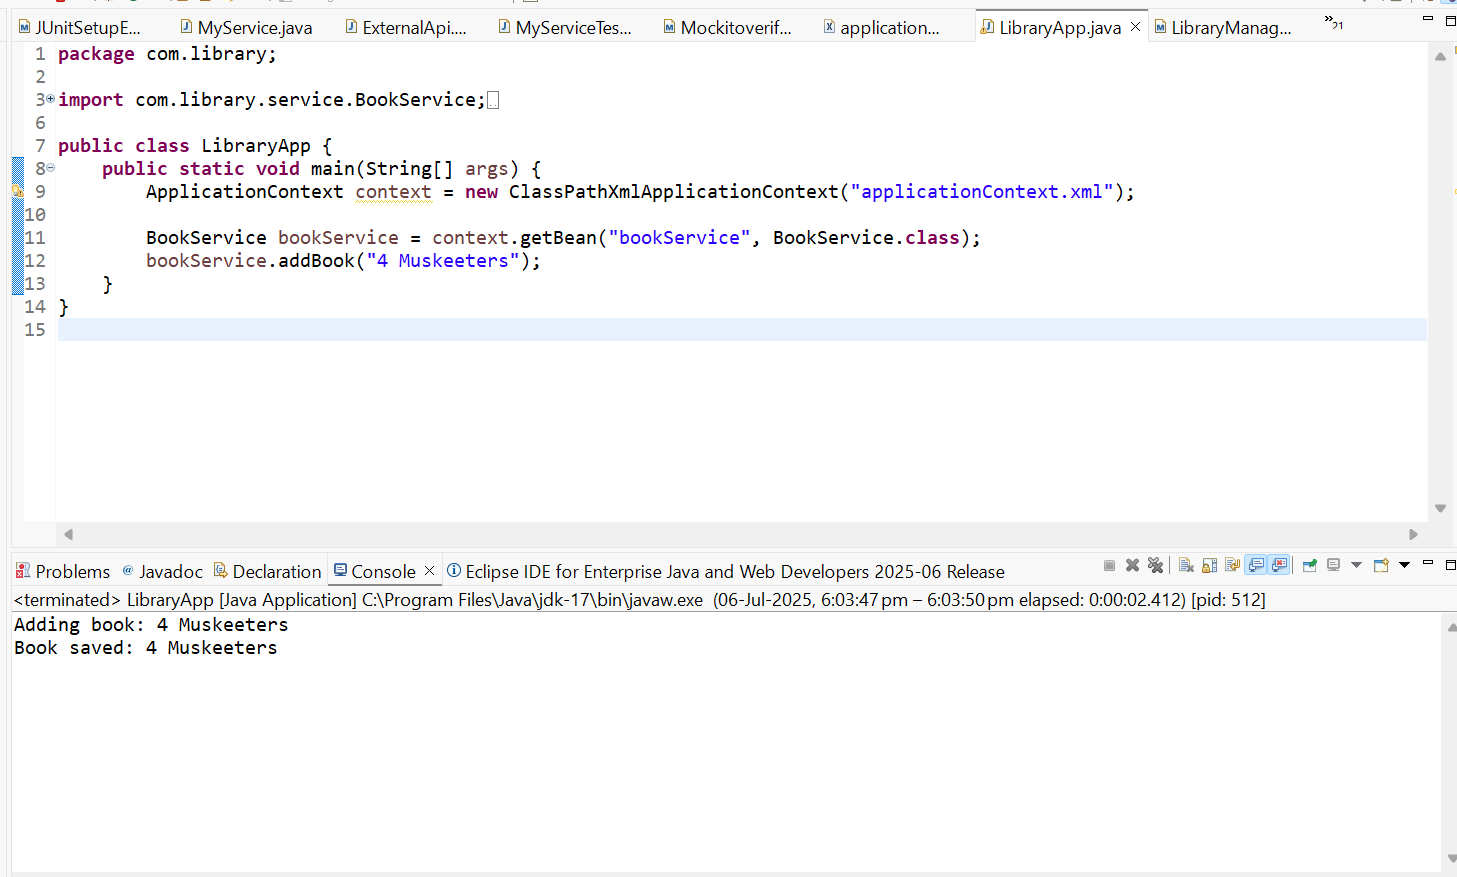 JUnitSetupE... MyService.java ExternalApi.... MyServiceTes... Mockitoverif... application... LibraryApp.java LibraryManag... »21
1 package com.library;
2
3 import com.library.service.BookService;
6
7 public class LibraryApp {
8 public static void main(String[] args) {
9 ApplicationContext context = new ClassPathXmlApplicationContext("applicationContext.xml");
10
11 BookService bookService = context.getBean("bookService", BookService.class);
12 bookService.addBook("4 Muskeeters");
13 }
14 }
15
Problems @ Javadoc Declaration Console Eclipse IDE for Enterprise Java and Web Developers 2025-06 Release
<terminated> LibraryApp [Java Application] C:\Program Files\Java\jdk-17\bin\javaw.exe (06-Jul-2025, 6:03:47 pm – 6:03:50 pm elapsed: 0:00:02.412) [pid: 512]
Adding book: 4 Muskeeters
Book saved: 4 Muskeeters